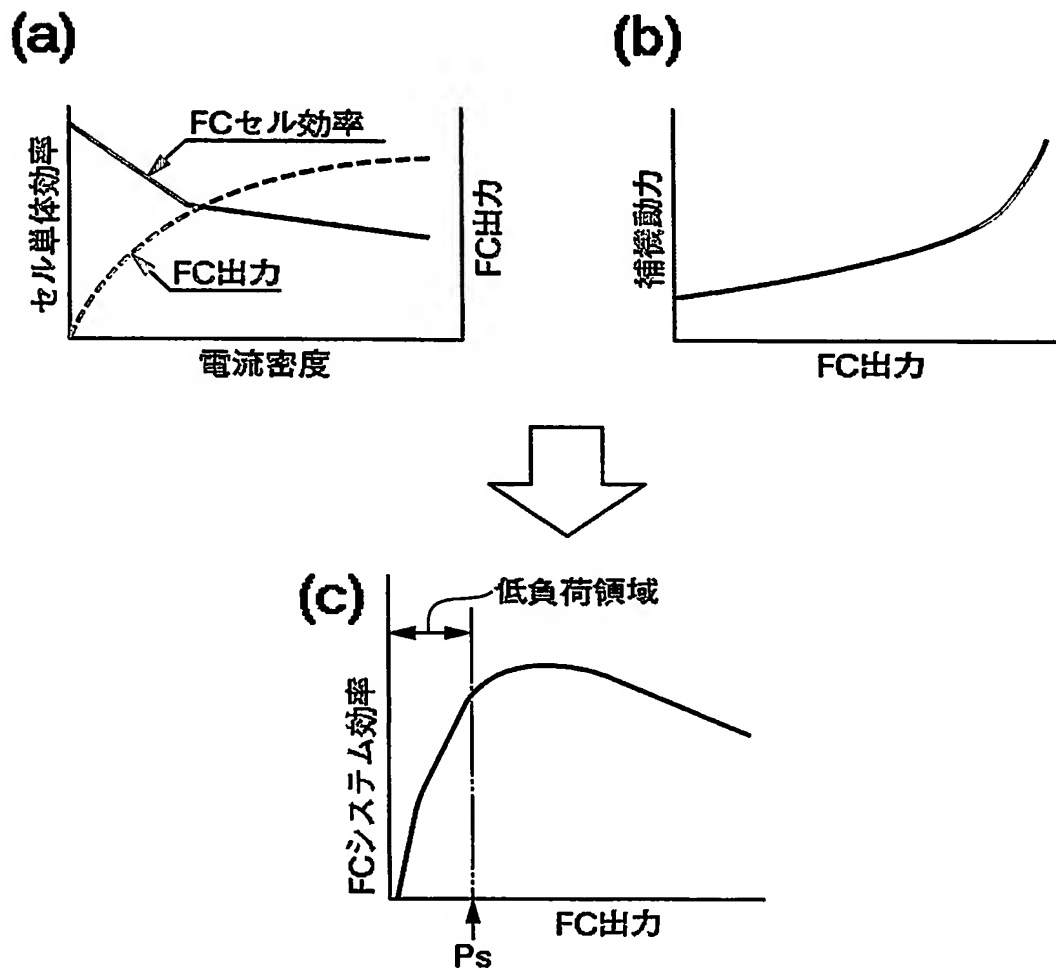 (a)
セル単体効率
FCセル効率
FC出力
FC出力
電流密度
(b)
補機動力
FC出力
(c)
低負荷領域
FCシステム効率
FC出力
Ps